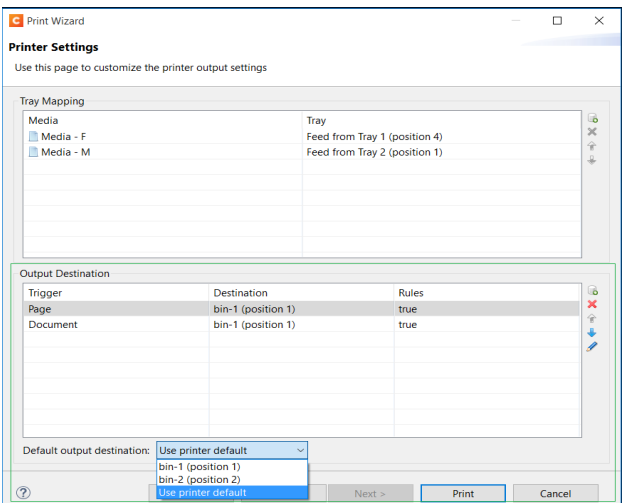 C Print Wizard
Printer Settings
Use this page to customize the printer output settings
Tray Mapping
Media Tray
Media - F Feed from Tray 1 (position 4)
Media - M Feed from Tray 2 (position 1)
Output Destination
Trigger Destination Rules
Page bin-1 (position 1) true
Document bin-1 (position 1) true
Default output destination: Use printer default
bin-1 (position 1)
bin-2 (position 2)
Use printer default
? Next > Print Cancel